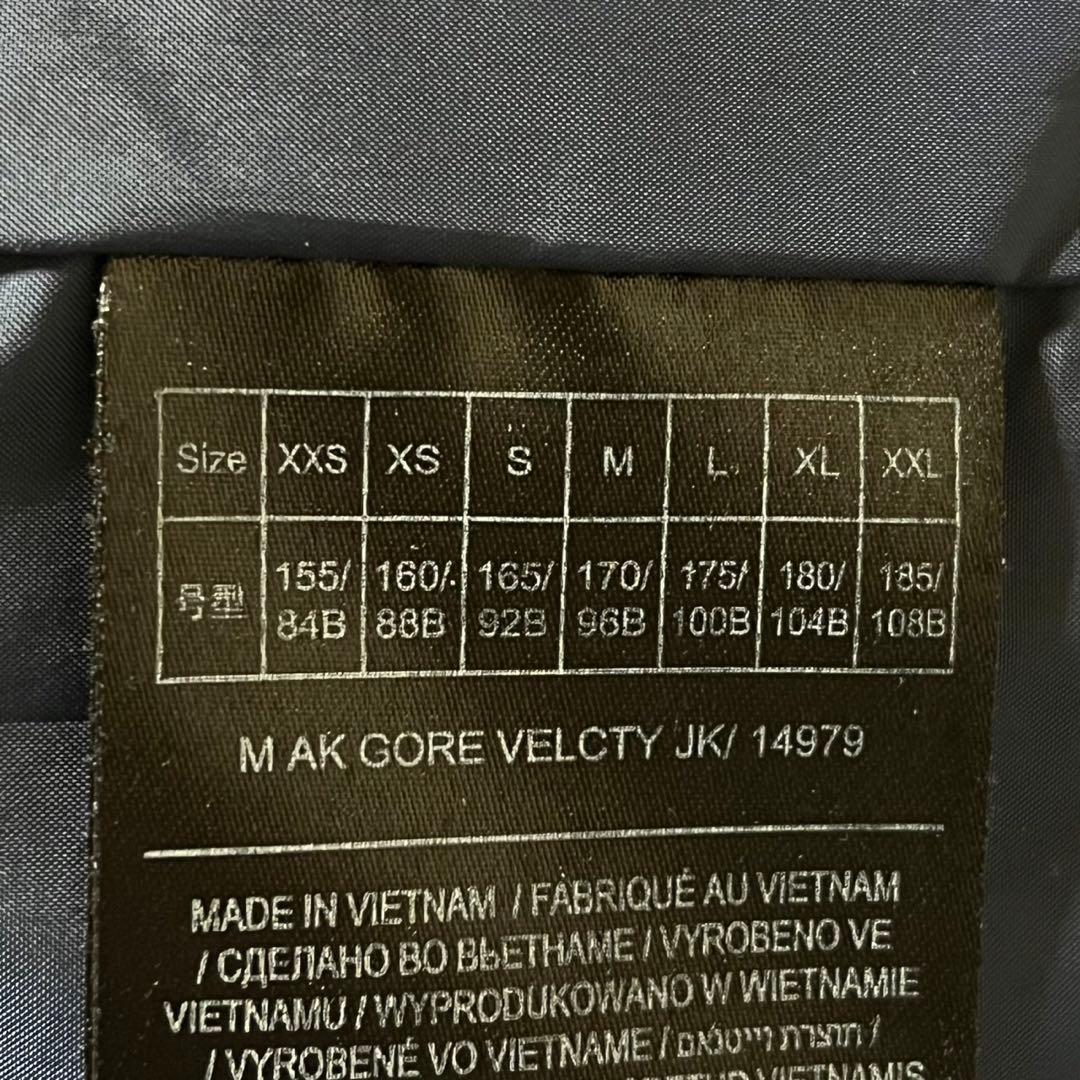 Size XXS XS S M L XL XXL
号型 155/ 160/ 165/ 170/ 175/ 180/ 185/
84B 88B 92B 96B 100B 104B 108B
M AK GORE VELCTY JK/ 14979
MADE IN VIETNAM / FABRIQUÉ AU VIETNAM
/ СДЕЛАНО ВО ВЬЕТНАМЕ / VYROBENO VE
VIETNAMU / WYPRODUKOWANO W WIETNAMIE
/ VYROBENÉ VO VIETNAME / תוצרת וייטנאם /
VIETNAMIS